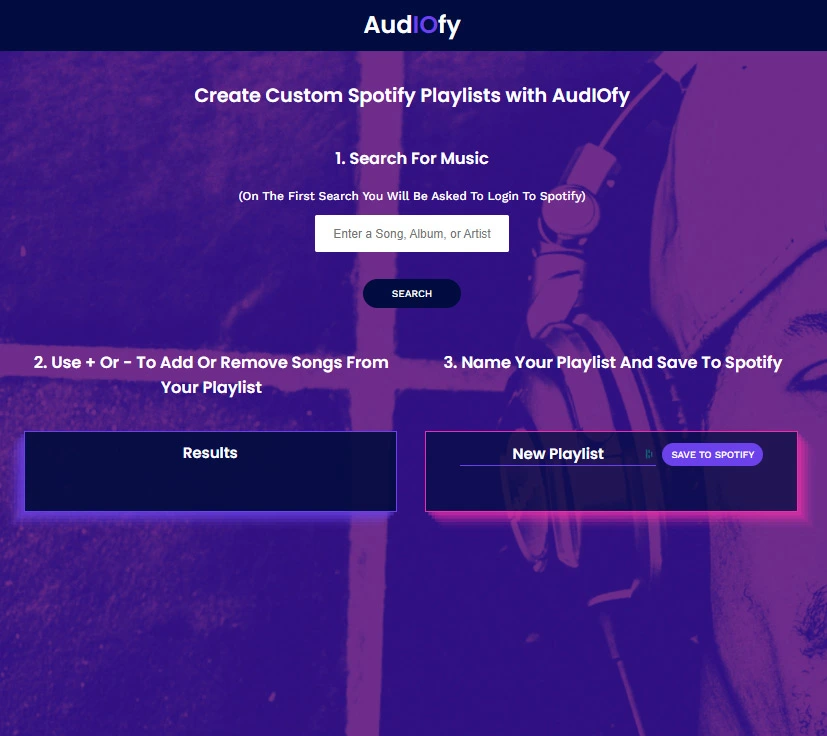 AudIOfy
Create Custom Spotify Playlists with AudIOfy
1. Search For Music
(On The First Search You Will Be Asked To Login To Spotify)
Enter a Song, Album, or Artist
SEARCH
2. Use + Or - To Add Or Remove Songs From
Your Playlist
Results
3. Name Your Playlist And Save To Spotify
New Playlist
SAVE TO SPOTIFY